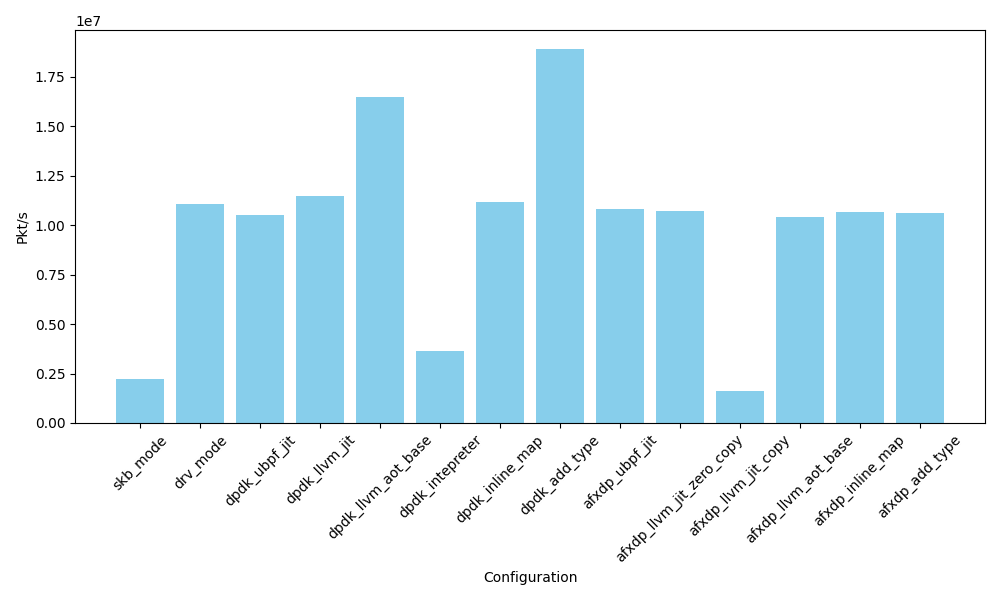 1e7
1.75
1.50
1.25
1.00
0.75
0.50
0.25
0.00
Pkt/s
skb_mode
drv_mode
dpdk_ubpf_jit
dpdk_llvm_jit
dpdk_llvm_aot_base
dpdk_intepreter
dpdk_inline_map
dpdk_add_type
afxdp_ubpf_jit
afxdp_llvm_jit_zero_copy
afxdp_llvm_jit_copy
afxdp_llvm_aot_base
afxdp_inline_map
afxdp_add_type
Configuration